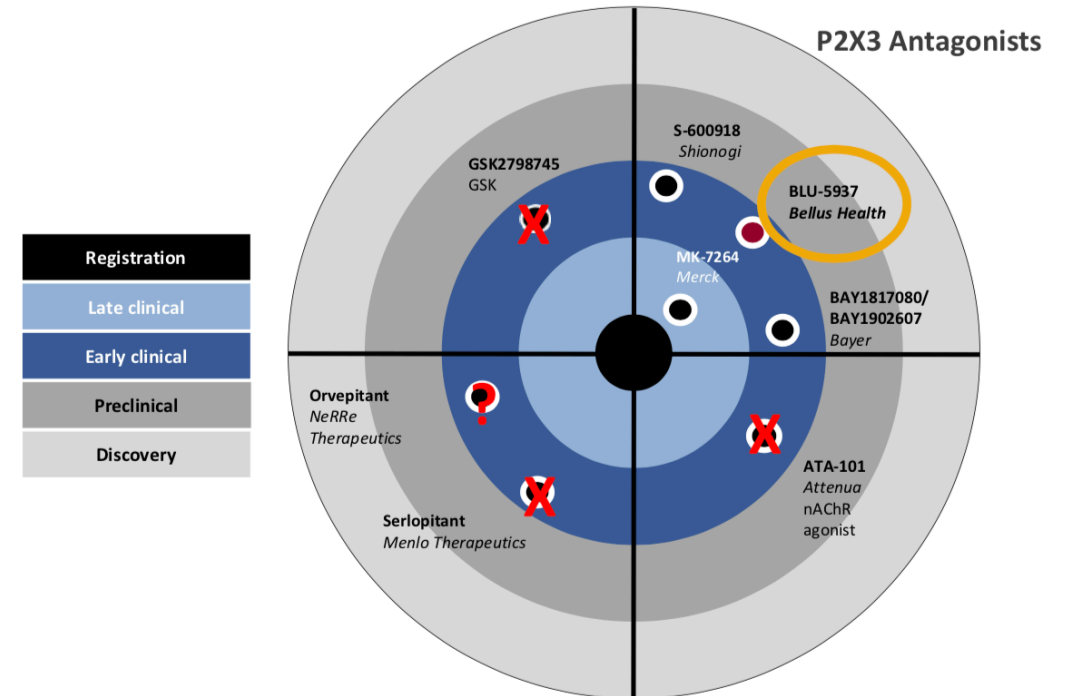 P2X3 Antagonists
S-600918
Shionogi
GSK2798745
GSK
BLU-5937
Bellus Health
X
Registration
MK-7264
Merck
Late clinical
BAY1817080/
BAY1902607
Bayer
Early clinical
Preclinical
Discovery
Orvepitant
NeRRe
Therapeutics
?
X
ATA-101
Attenua
nAChR
agonist
X
Serlopitant
Menlo Therapeutics